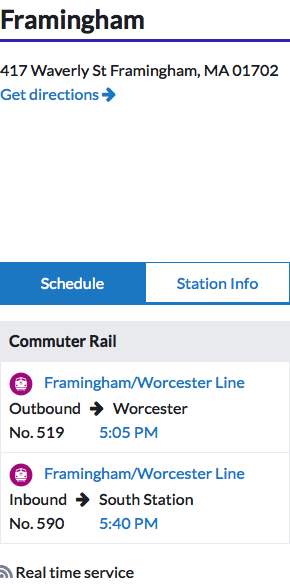 Framingham
417 Waverly St Framingham, MA 01702
Get directions
Schedule
Station Info
Commuter Rail
Framingham/Worcester Line
Outbound Worcester
No. 519 5:05 PM
Framingham/Worcester Line
Inbound South Station
No. 590 5:40 PM
Real time service